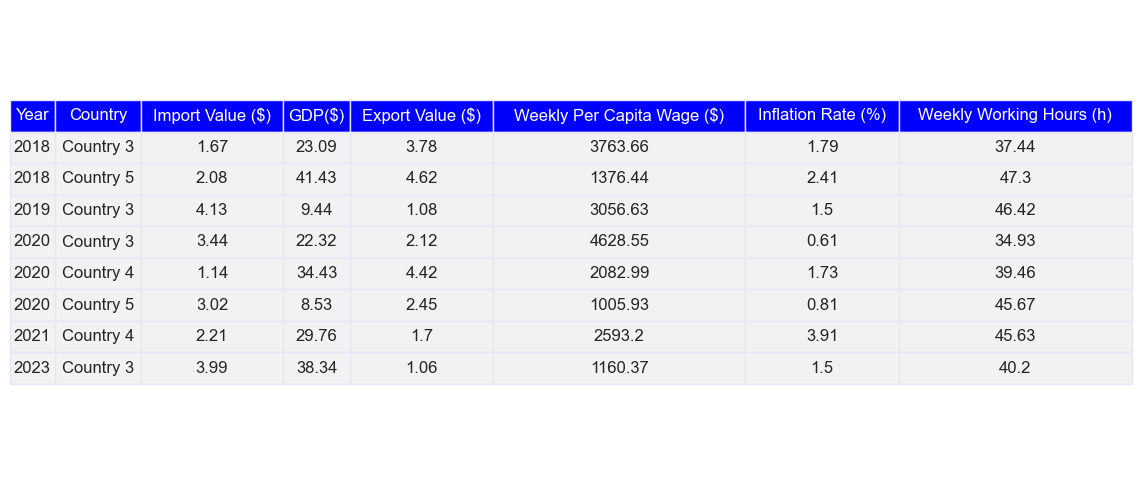 Year Country Import Value ($) GDP($) Export Value ($) Weekly Per Capita Wage ($) Inflation Rate (%) Weekly Working Hours (h)
2018 Country 3 1.67 23.09 3.78 3763.66 1.79 37.44
2018 Country 5 2.08 41.43 4.62 1376.44 2.41 47.3
2019 Country 3 4.13 9.44 1.08 3056.63 1.5 46.42
2020 Country 3 3.44 22.32 2.12 4628.55 0.61 34.93
2020 Country 4 1.14 34.43 4.42 2082.99 1.73 39.46
2020 Country 5 3.02 8.53 2.45 1005.93 0.81 45.67
2021 Country 4 2.21 29.76 1.7 2593.2 3.91 45.63
2023 Country 3 3.99 38.34 1.06 1160.37 1.5 40.2